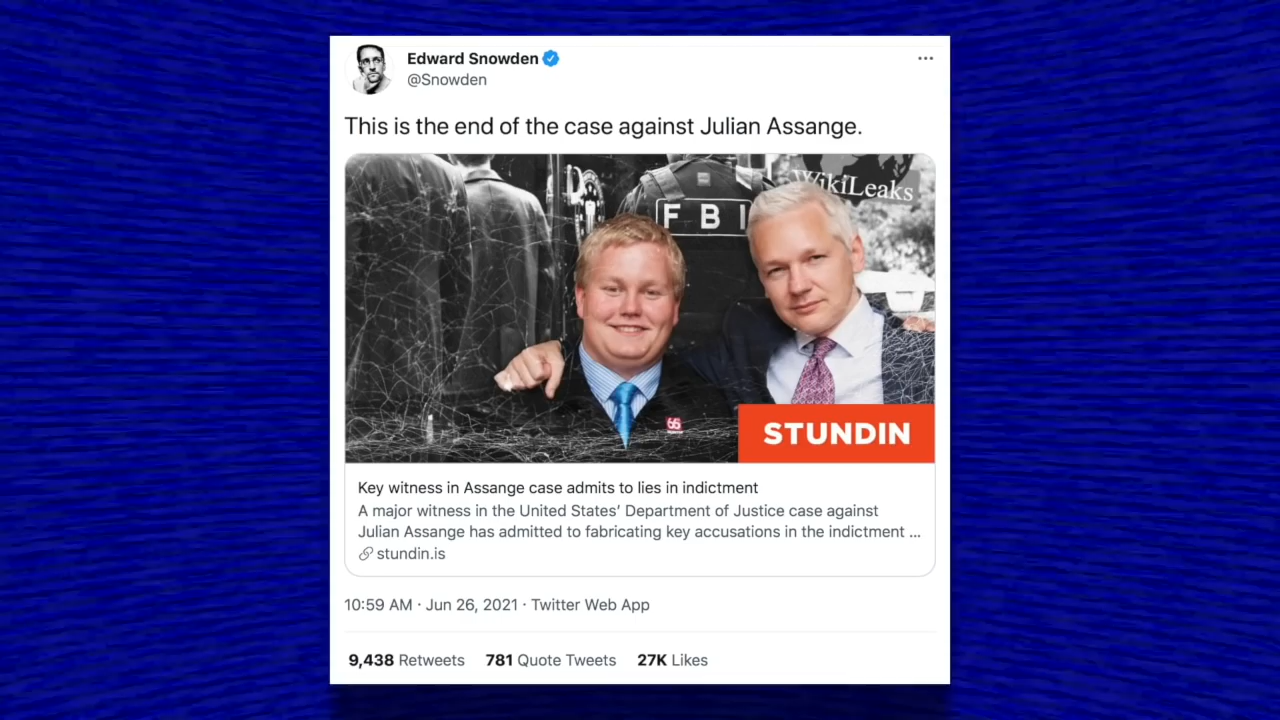 Edward Snowden
@Snowden
This is the end of the case against Julian Assange.
WikiLeaks
FBI
66
STUNDIN
Key witness in Assange case admits to lies in indictment
A major witness in the United States’ Department of Justice case against
Julian Assange has admitted to fabricating key accusations in the indictment ...
stundin.is
10:59 AM · Jun 26, 2021 · Twitter Web App
9,438 Retweets 781 Quote Tweets 27K Likes